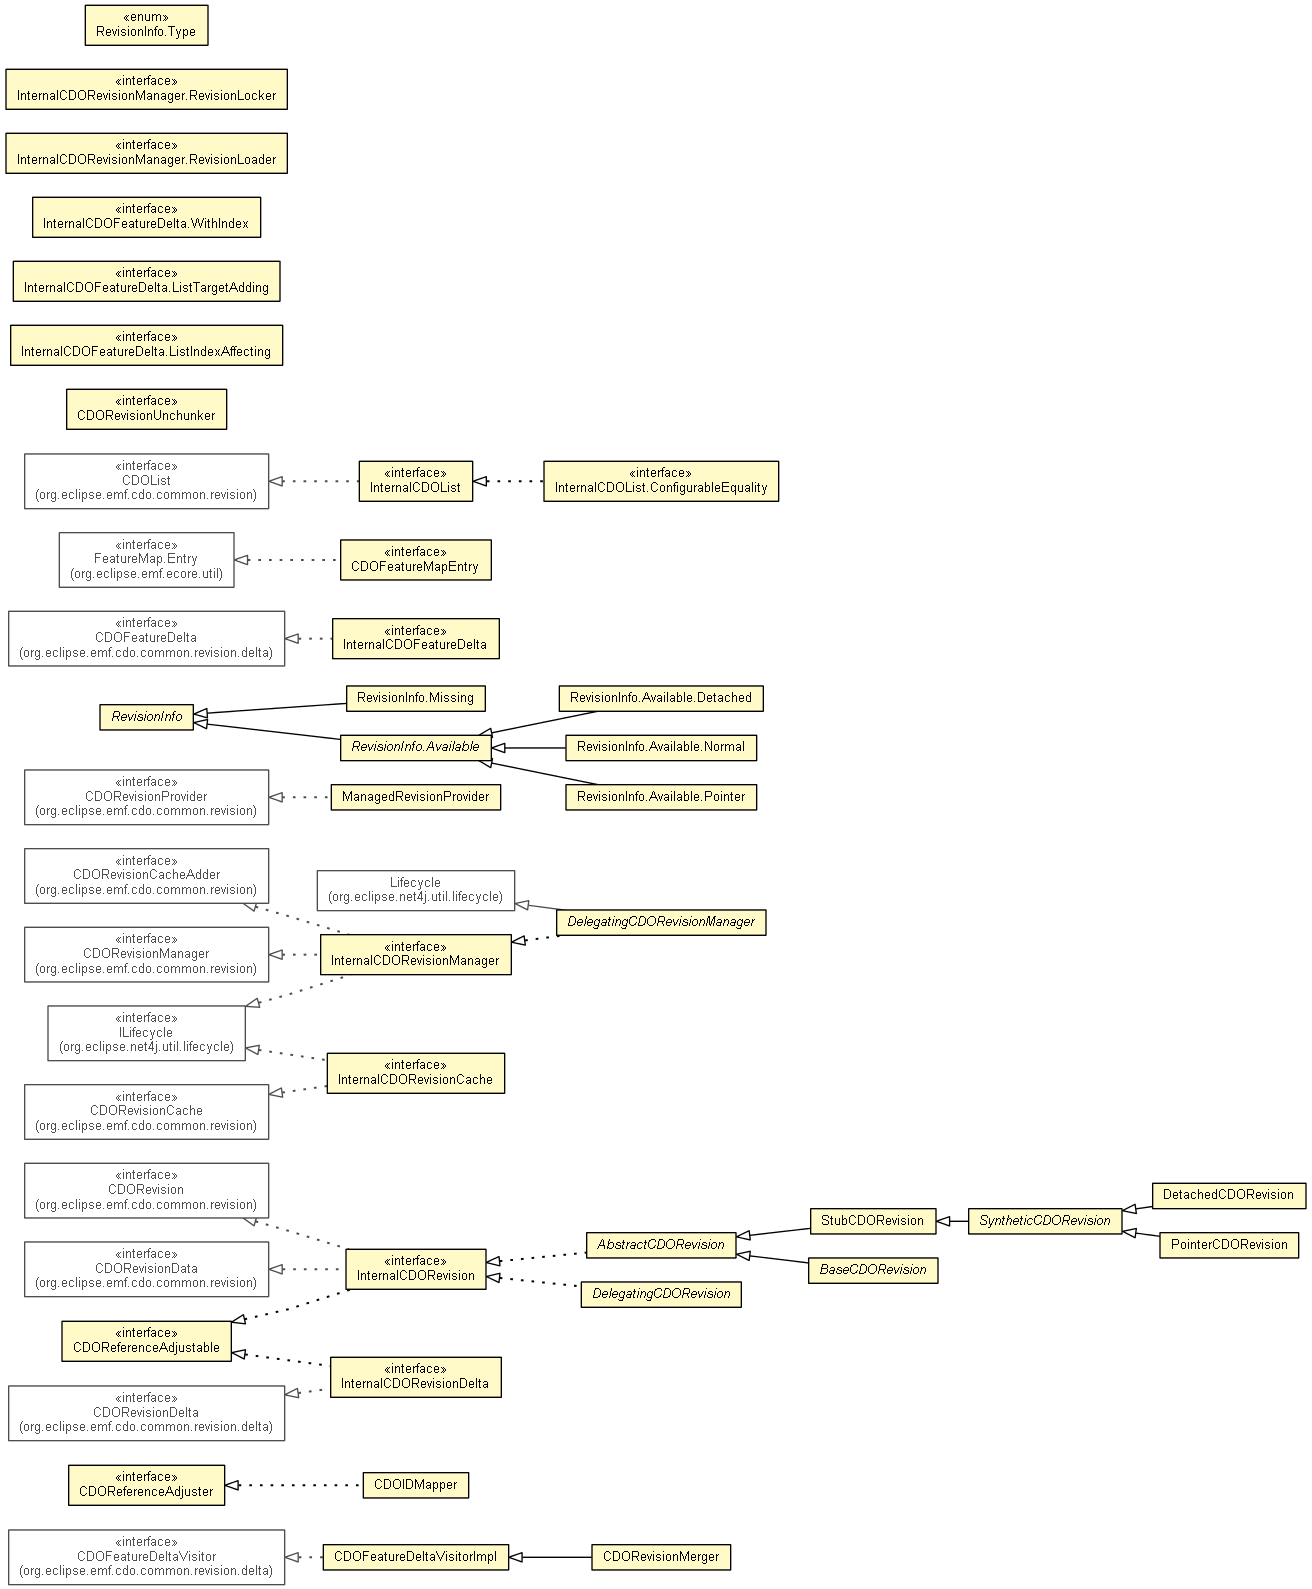 «enum»
RevisionInfo.Type
«interface»
InternalCDORevisionManager.RevisionLocker
«interface»
InternalCDORevisionManager.RevisionLoader
«interface»
InternalCDOFeatureDelta.WithIndex
«interface»
InternalCDOFeatureDelta.ListTargetAdding
«interface»
InternalCDOFeatureDelta.ListIndexAffecting
«interface»
CDORevisionUnchunker
«interface»
CDOList
(org.eclipse.emf.cdo.common.revision)
«interface»
InternalCDOList
«interface»
InternalCDOList.ConfigurableEquality
«interface»
FeatureMap.Entry
(org.eclipse.emf.ecore.util)
«interface»
CDOFeatureMapEntry
«interface»
CDOFeatureDelta
(org.eclipse.emf.cdo.common.revision.delta)
«interface»
InternalCDOFeatureDelta
RevisionInfo
RevisionInfo.Missing
RevisionInfo.Available
RevisionInfo.Available.Detached
RevisionInfo.Available.Normal
RevisionInfo.Available.Pointer
«interface»
CDORevisionProvider
(org.eclipse.emf.cdo.common.revision)
ManagedRevisionProvider
«interface»
CDORevisionCacheAdder
(org.eclipse.emf.cdo.common.revision)
Lifecycle
(org.eclipse.net4j.util.lifecycle)
DelegatingCDORevisionManager
«interface»
CDORevisionManager
(org.eclipse.emf.cdo.common.revision)
«interface»
InternalCDORevisionManager
«interface»
ILifecycle
(org.eclipse.net4j.util.lifecycle)
«interface»
InternalCDORevisionCache
«interface»
CDORevisionCache
(org.eclipse.emf.cdo.common.revision)
«interface»
CDORevision
(org.eclipse.emf.cdo.common.revision)
«interface»
CDORevisionData
(org.eclipse.emf.cdo.common.revision)
«interface»
InternalCDORevision
AbstractCDORevision
DelegatingCDORevision
StubCDORevision
BaseCDORevision
SyntheticCDORevision
DetachedCDORevision
PointerCDORevision
«interface»
CDOReferenceAdjustable
«interface»
InternalCDORevisionDelta
«interface»
CDORevisionDelta
(org.eclipse.emf.cdo.common.revision.delta)
«interface»
CDOReferenceAdjuster
CDOIDMapper
«interface»
CDOFeatureDeltaVisitor
(org.eclipse.emf.cdo.common.revision.delta)
CDOFeatureDeltaVisitorImpl
CDORevisionMerger